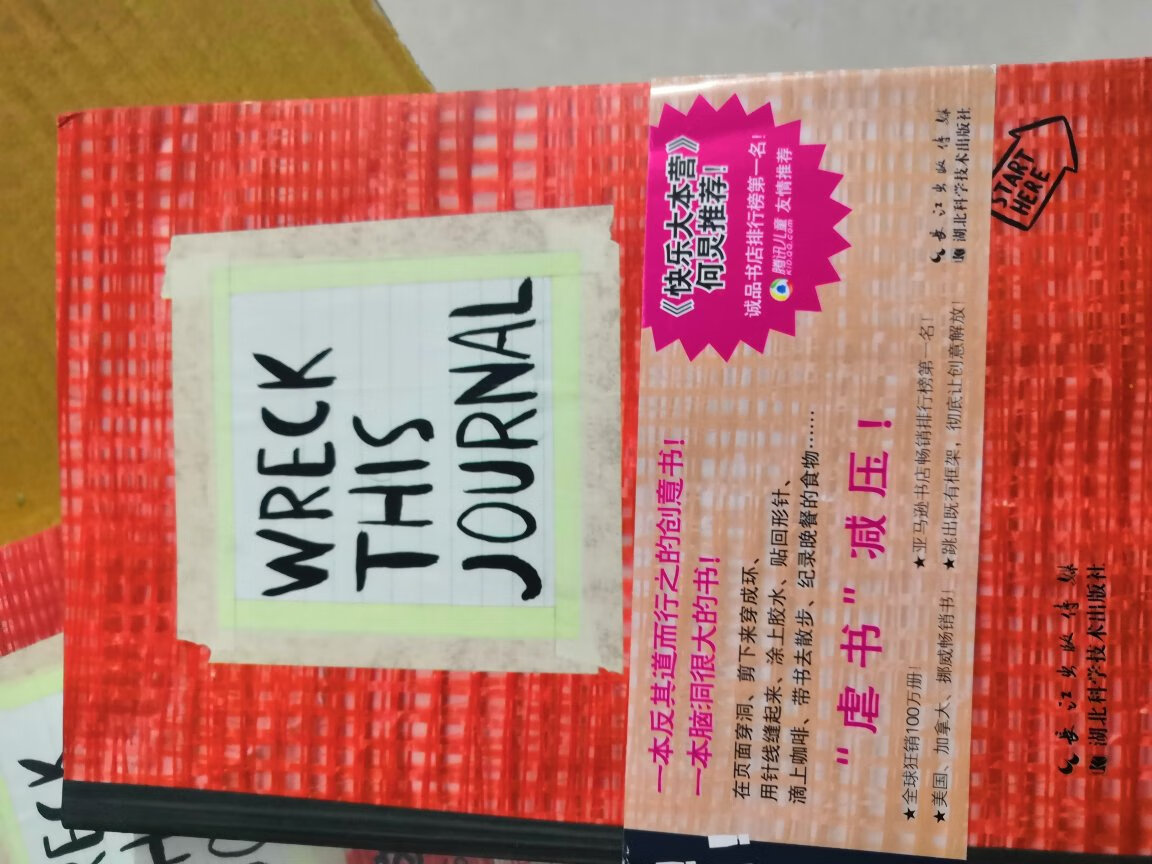 WRECK
THIS
JOURNAL
《快乐大本营》
何炅推荐!
诚品书店排行榜第一名!
腾讯儿童 友情推荐
KID.QQ.COM
一本反其道而行之的创意书!
一本脑洞很大的书!
在页面穿洞、剪下来穿成环、
用针线缝起来、涂上胶水、贴回形针、
滴上咖啡、带书去散步、纪录晚餐的食物……
"虐书"减压!
★全球狂销100万册! ★亚马逊书店畅销排行榜第一名!
★美国、加拿大、挪威畅销书! ★跳出既有框架,彻底让创意解放!
长江出版传媒
湖北科学技术出版社
START
HERE
长江出版传媒
湖北科学技术出版社